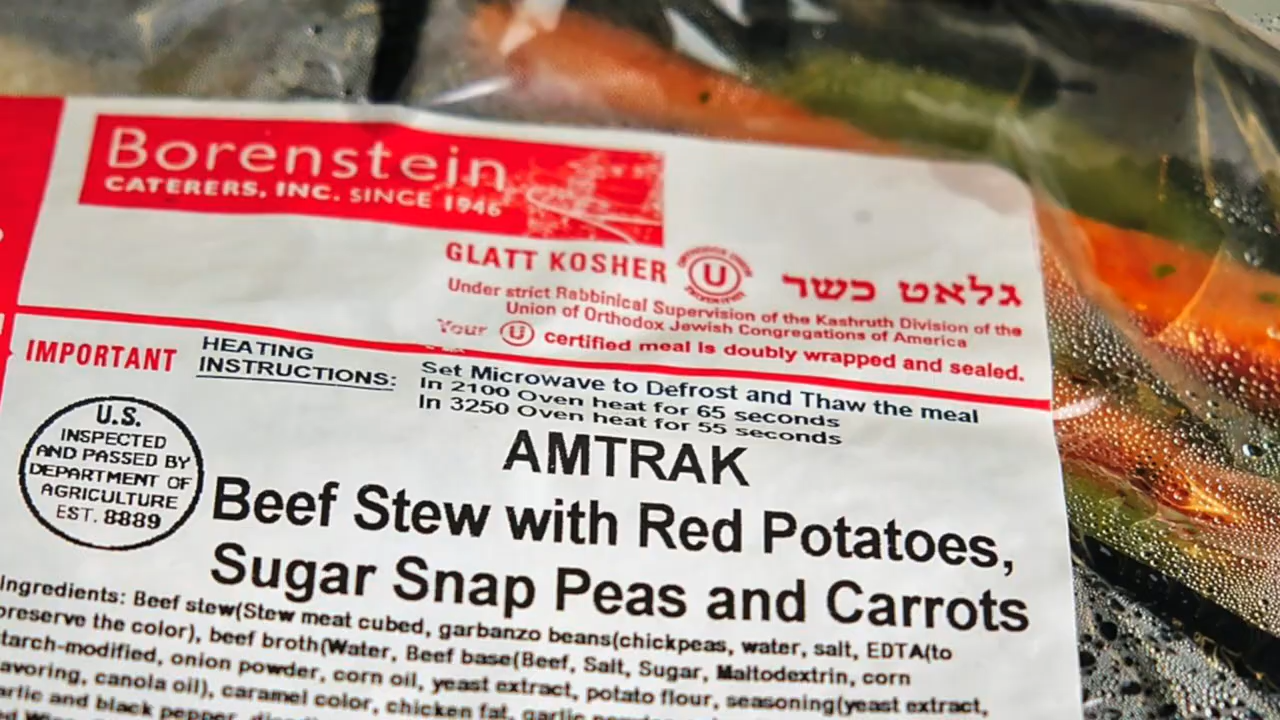 Borenstein
CATERERS, INC. SINCE 1946
GLATT KOSHER U גלאט כשר
Under strict Rabbinical Supervision of the Kashruth Division of the
Union of Orthodox Jewish Congregations of America
Your U certified meal is doubly wrapped and sealed.
IMPORTANT
HEATING
INSTRUCTIONS:
Set Microwave to Defrost and Thaw the meal
In 2100 Oven heat for 65 seconds
In 3250 Oven heat for 55 seconds
U.S.
INSPECTED
AND PASSED BY
DEPARTMENT OF
AGRICULTURE
EST. 8889
AMTRAK
Beef Stew with Red Potatoes,
Sugar Snap Peas and Carrots
Ingredients: Beef stew(Stew meat cubed, garbanzo beans(chickpeas, water, salt, EDTA(to
preserve the color), beef broth(Water, Beef base(Beef, Salt, Sugar, Maltodextrin, corn
tarch-modified, onion powder, corn oil, yeast extract, potato flour, seasoning(yeast extract,
avoring, canola oil), caramel color, chicken fat, garlic
arlic and black pepper,